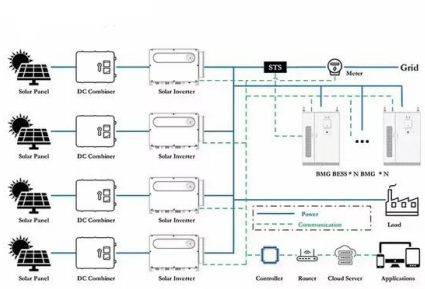 STS
Meter
Grid
Solar Panel
DC Combiner
Solar Inverter
Solar Panel
DC Combiner
Solar Inverter
BMG BESS * N BMG * N
Solar Panel
DC Combiner
Solar Inverter
Power
Communication
Load
Solar Panel
DC Combiner
Solar Inverter
Controller
Router
Cloud Server
Applications